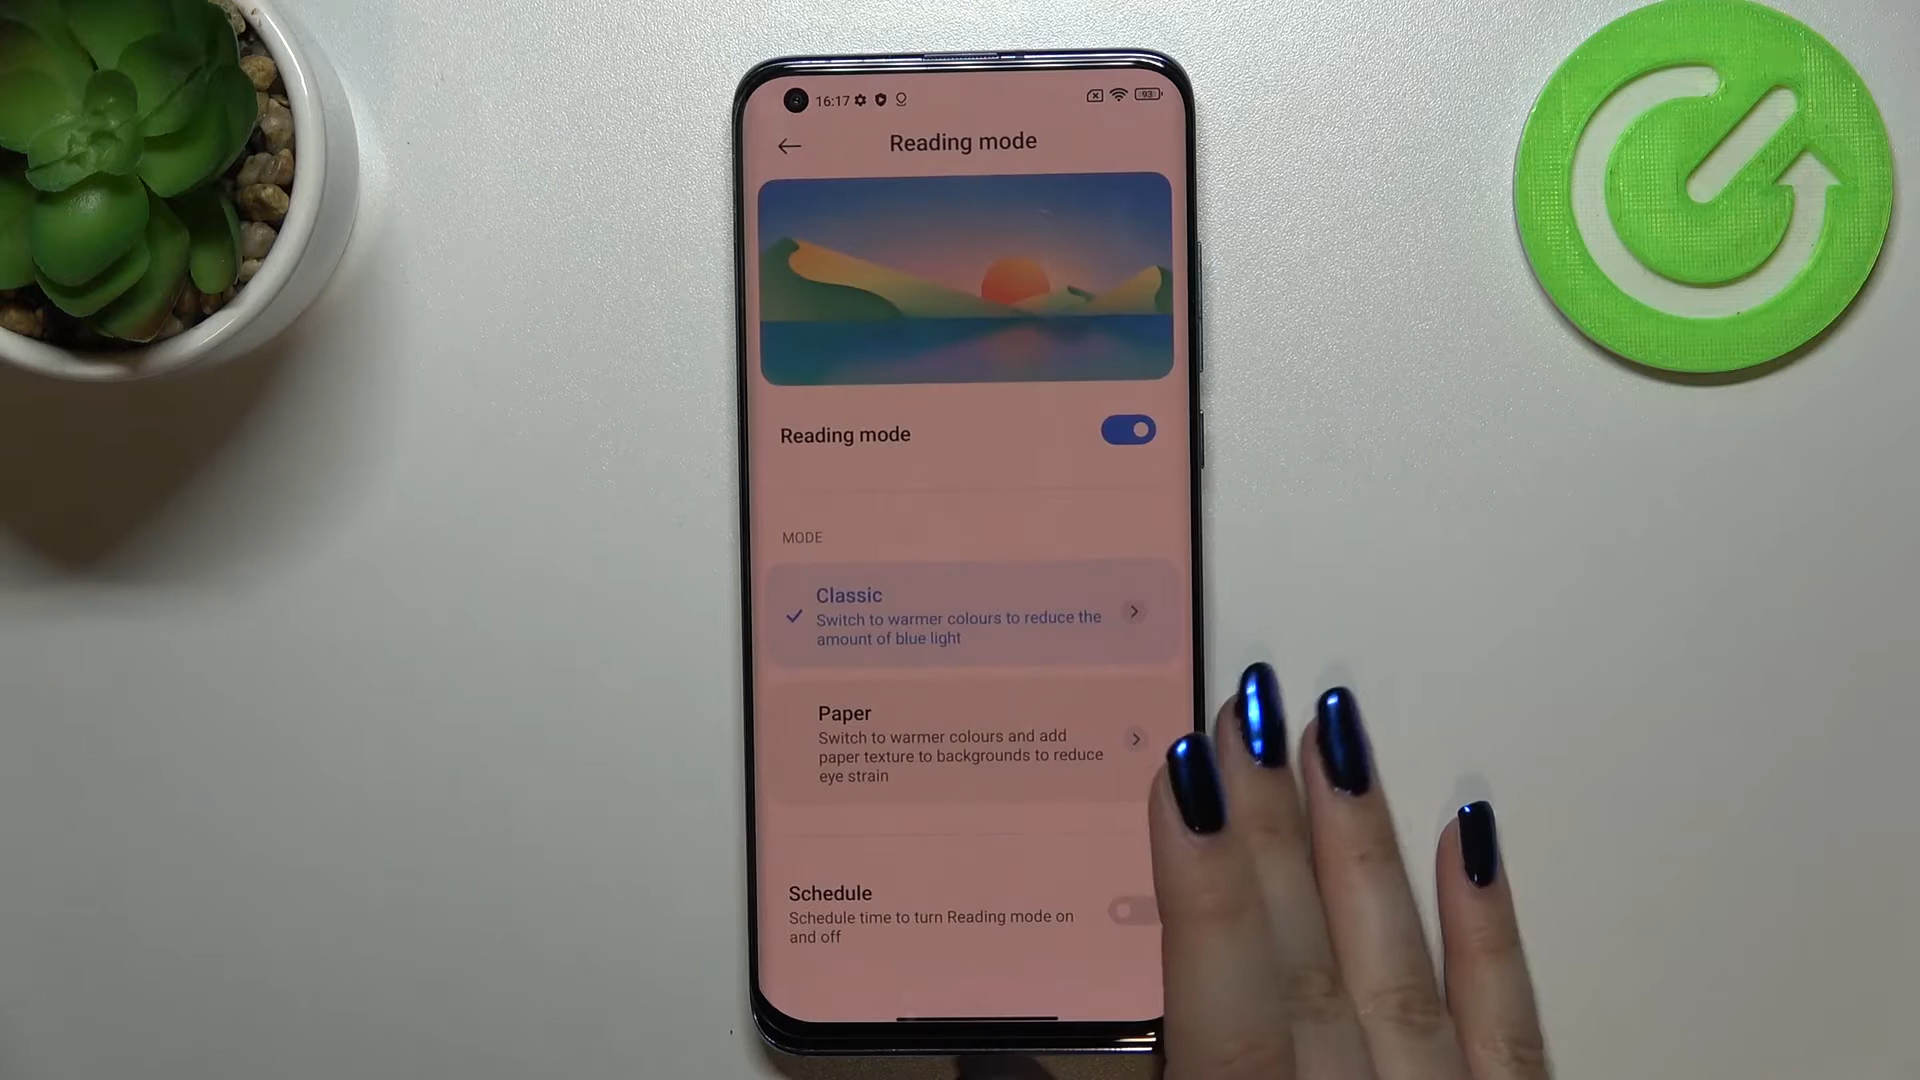 16:17
93
Reading mode
Reading mode
MODE
Classic
Switch to warmer colours to reduce the
amount of blue light
Paper
Switch to warmer colours and add
paper texture to backgrounds to reduce
eye strain
Schedule
Schedule time to turn Reading mode on
and off